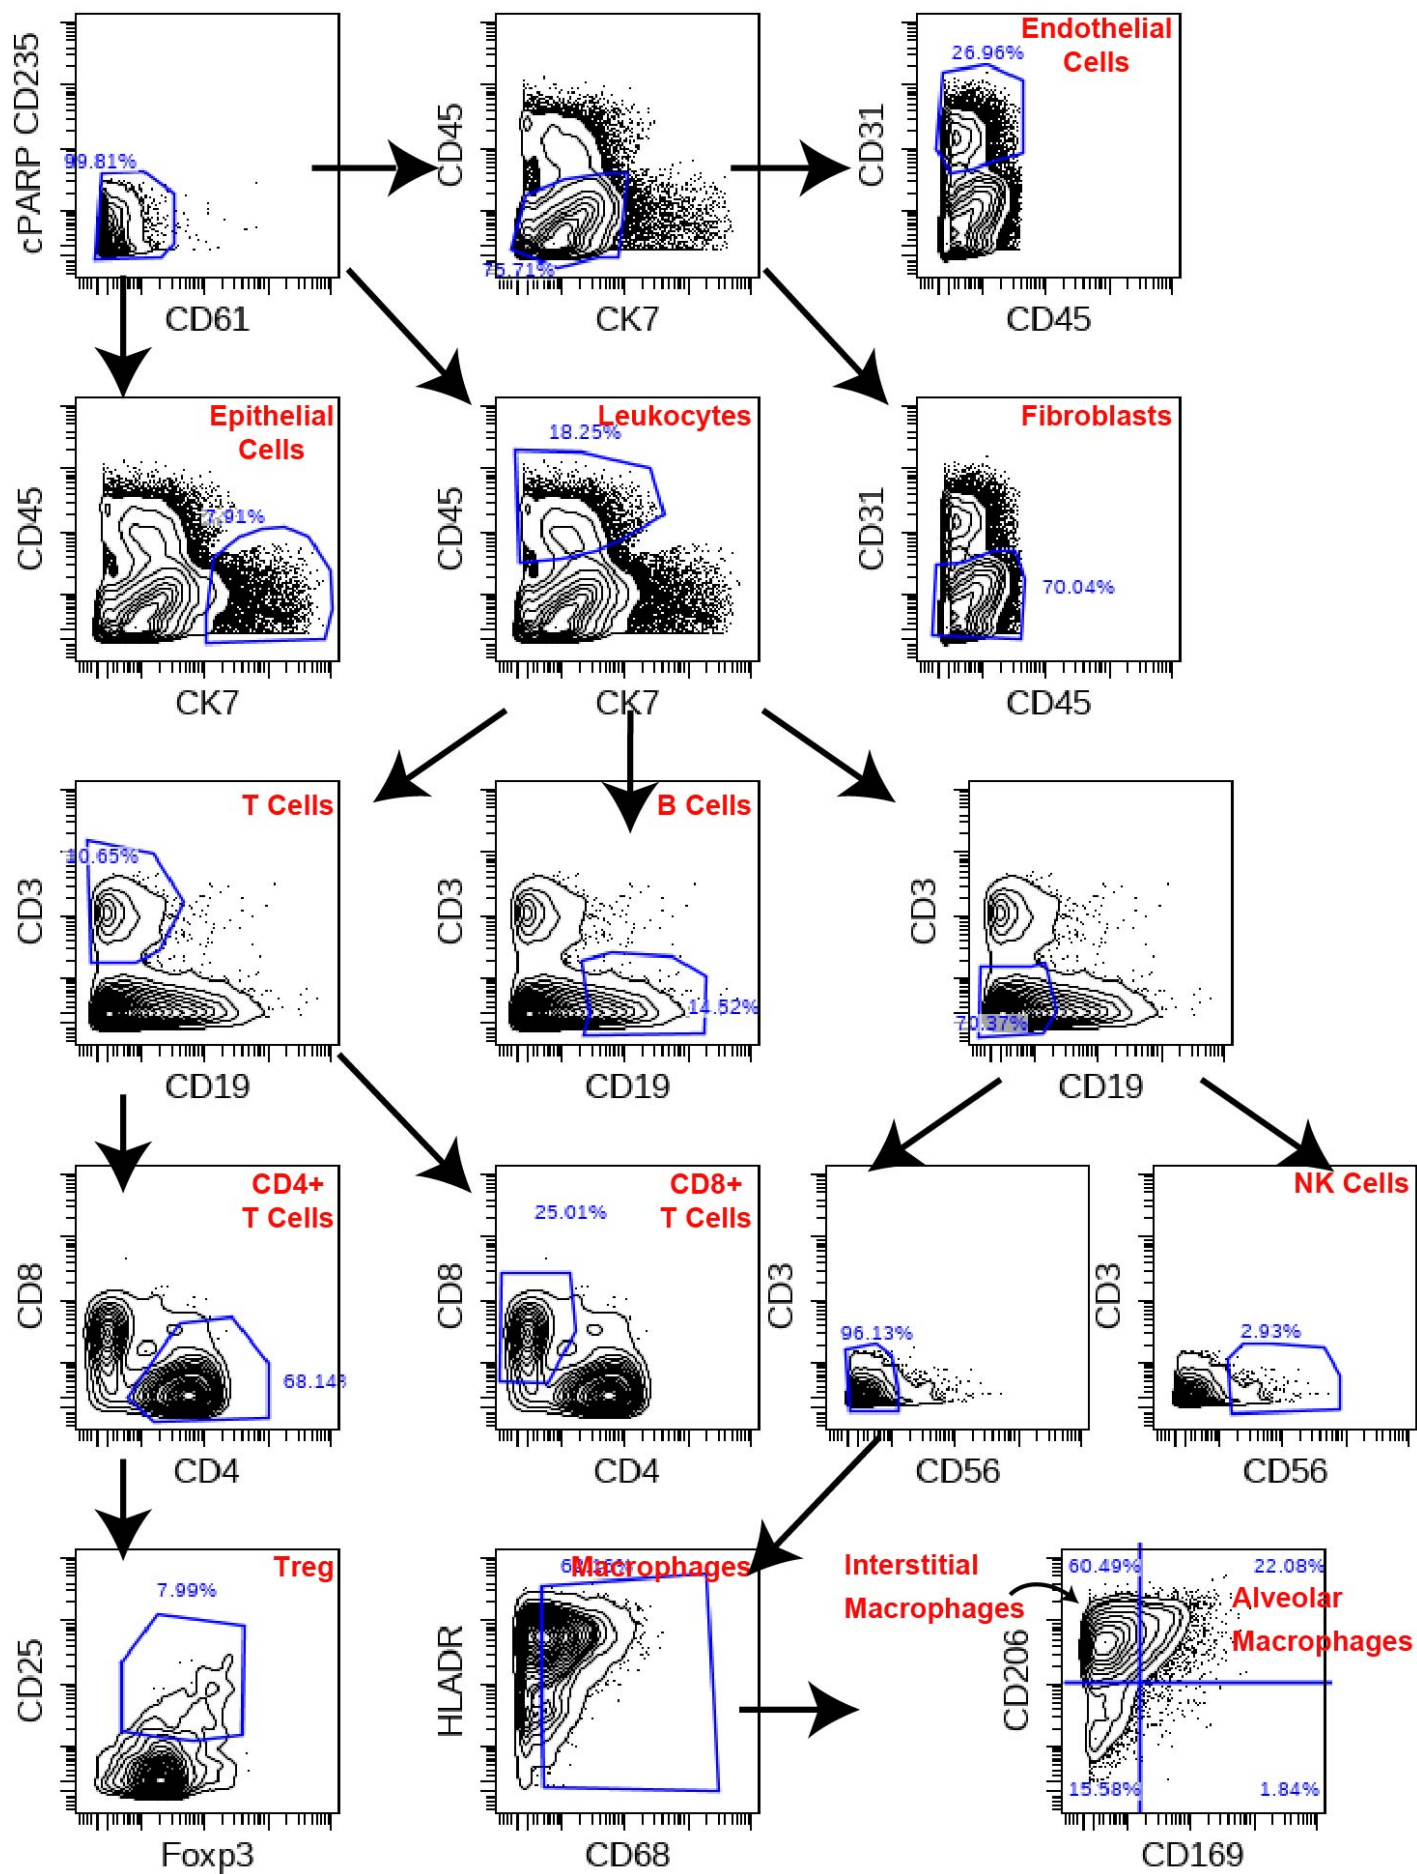 cPARP CD235
99.81%
CD61
CD45
75.71%
CK7
Endothelial
Cells
26.96%
CD31
CD45
Epithelial
Cells
7.91%
CD45
CK7
Leukocytes
18.25%
CD45
CK7
Fibroblasts
CD31
70.04%
CD45
T Cells
10.65%
CD3
CD19
B Cells
CD3
14.52%
CD19
CD3
70.37%
CD19
CD4+
T Cells
CD8
68.14%
CD4
CD8+
T Cells
25.01%
CD8
CD4
CD3
96.13%
CD56
NK Cells
CD3
2.93%
CD56
Treg
7.99%
CD25
Foxp3
Macrophages
HLADR
CD68
Interstitial
Macrophages
60.49%
22.08%
Alveolar
Macrophages
CD206
15.58%
1.84%
CD169